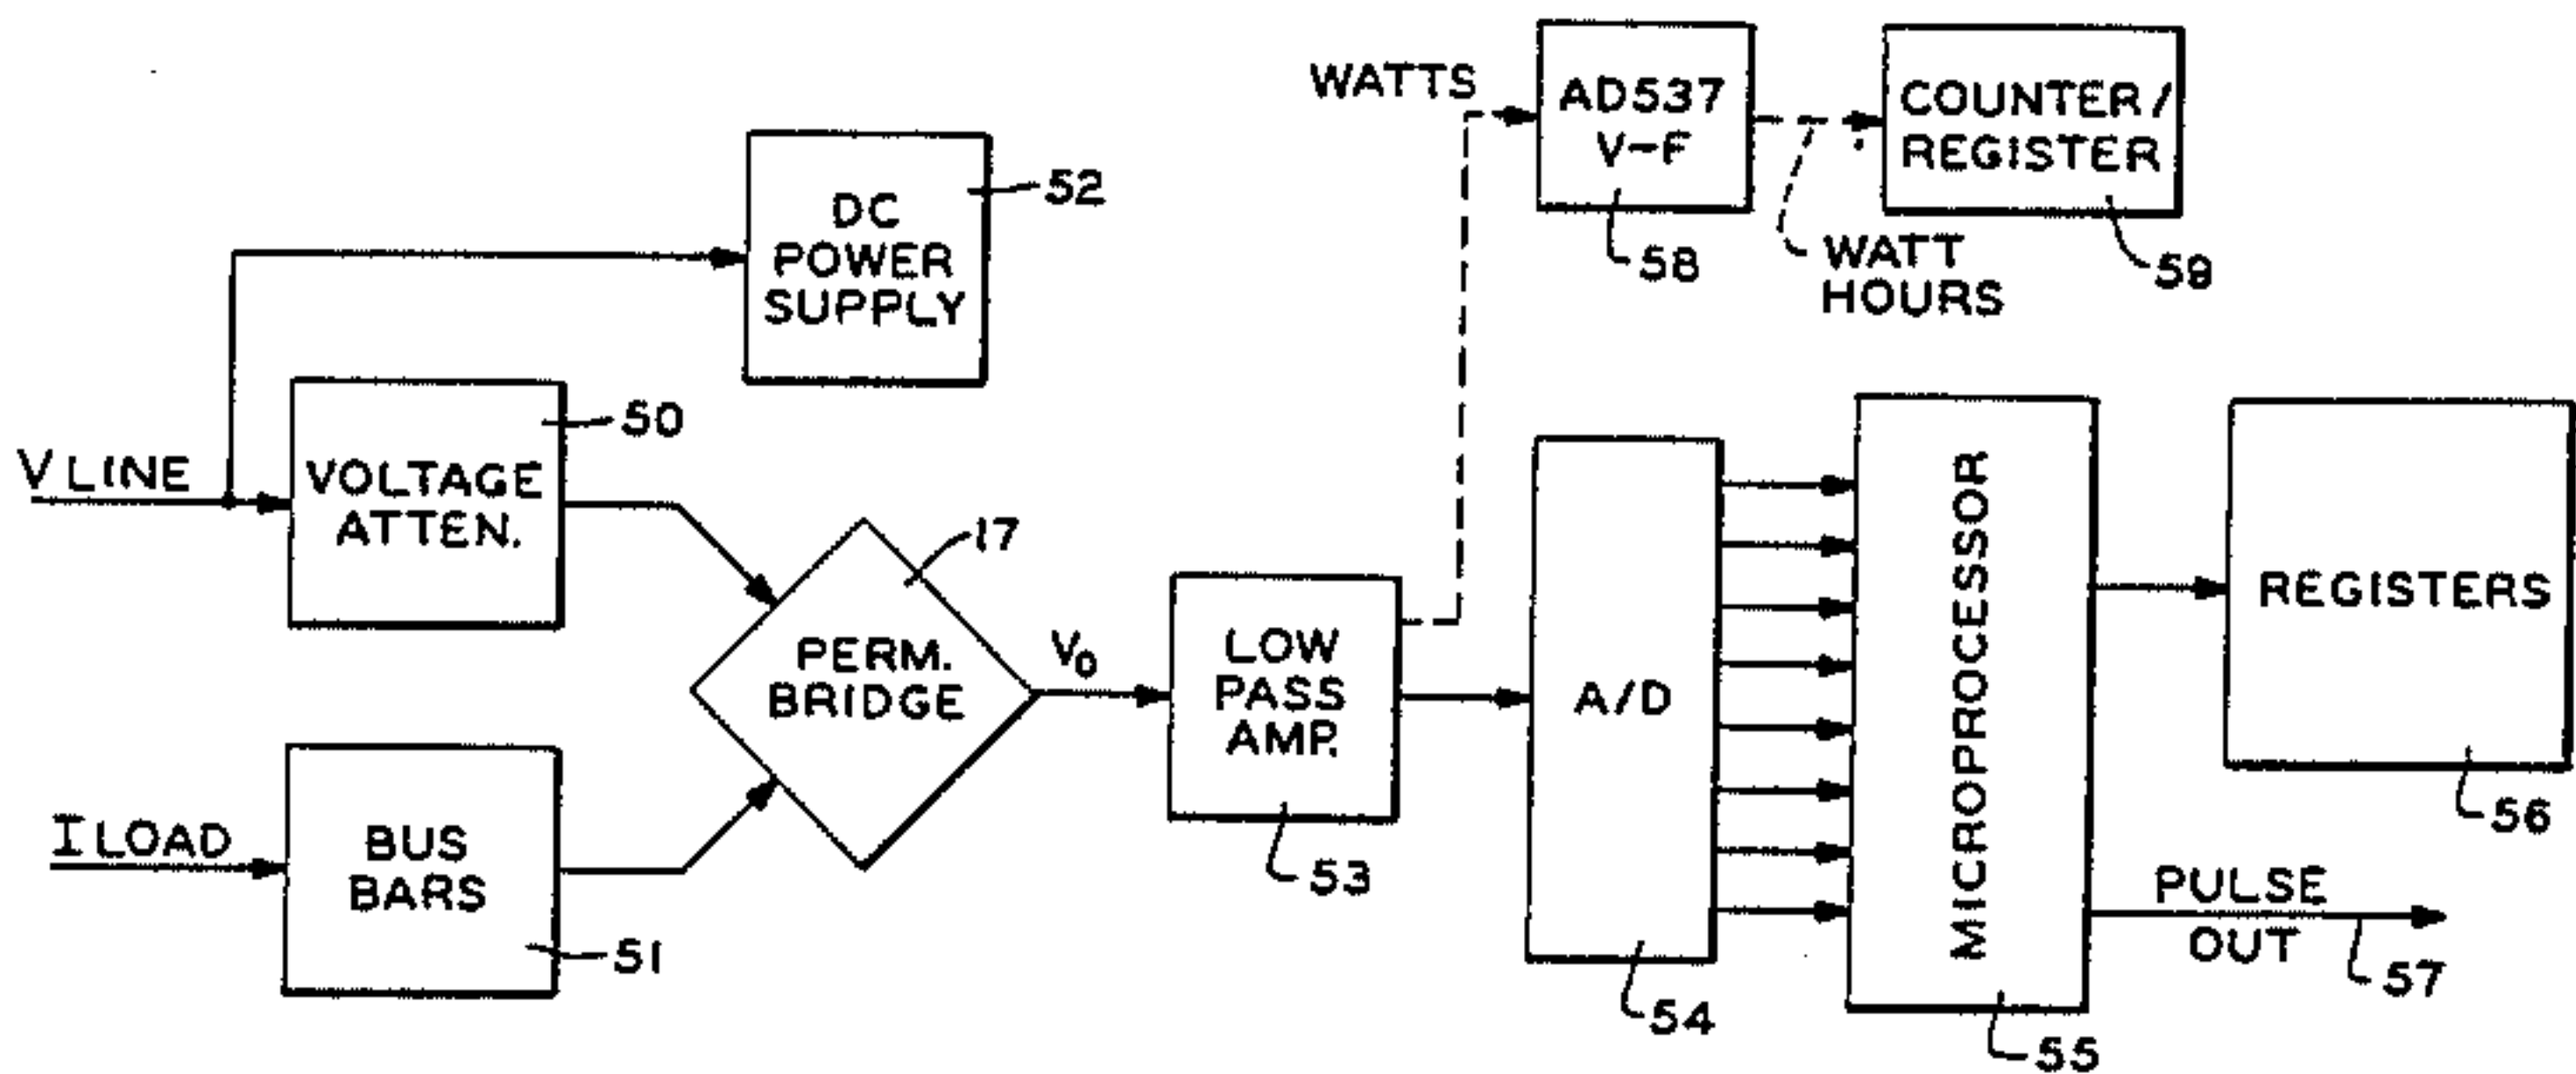 WATTS
AD537
V-F
58
COUNTER/
REGISTER
59
WATT
HOURS
DC
POWER
SUPPLY
52
V LINE
VOLTAGE
ATTEN.
50
I LOAD
BUS
BARS
51
PERM.
BRIDGE
17
V0
LOW
PASS
AMP.
53
A/D
54
MICROPROCESSOR
55
REGISTERS
56
PULSE
OUT
57